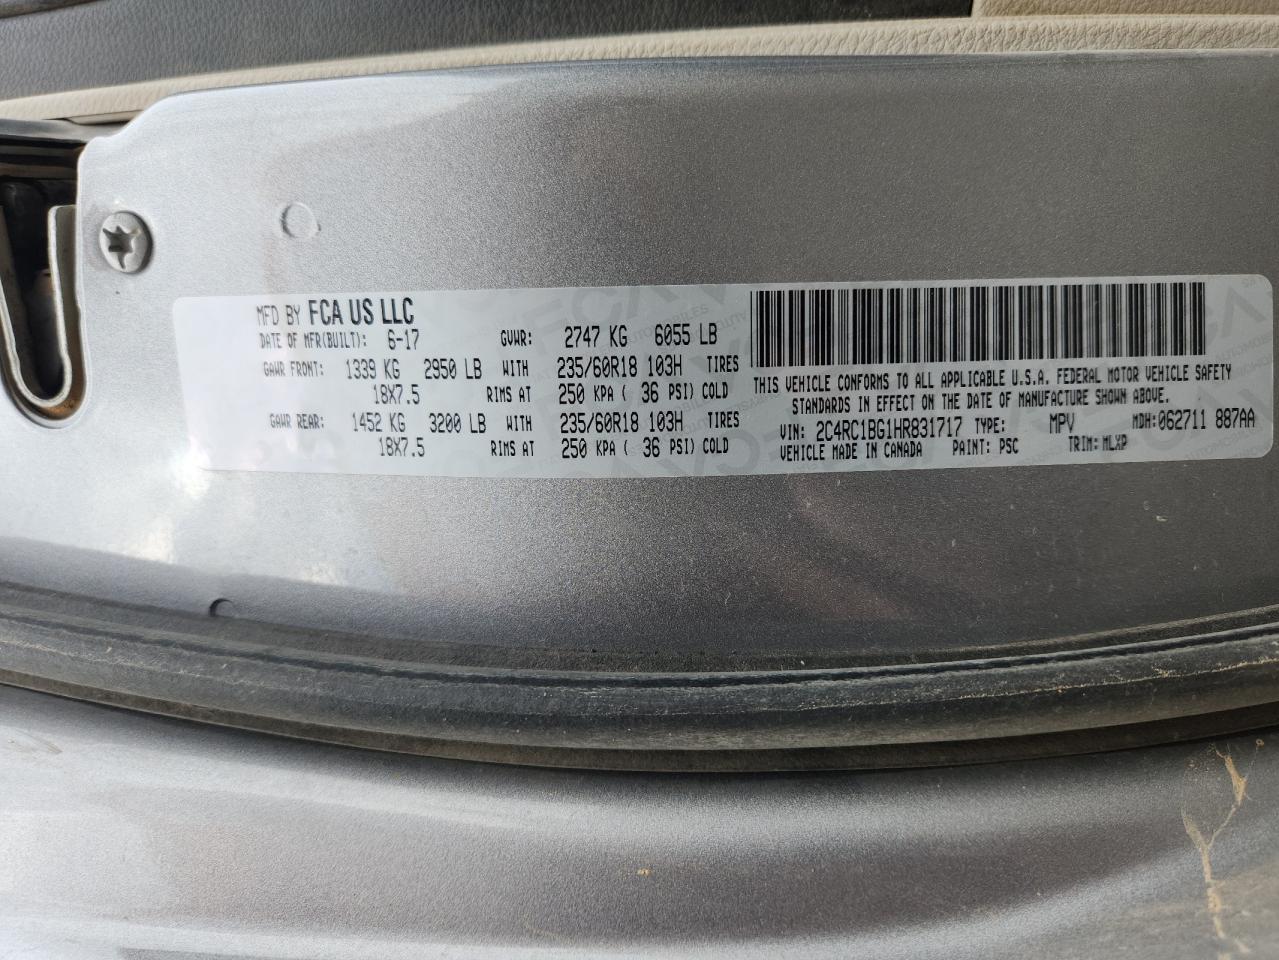 MFD BY FCA US LLC
DATE OF MFR(BUILT): 6-17 GVWR: 2747 KG 6055 LB
GAWR FRONT: 1339 KG 2950 LB WITH 235/60R18 103H TIRES
18X7.5 RIMS AT 250 KPA ( 36 PSI) COLD
GAWR REAR: 1452 KG 3200 LB WITH 235/60R18 103H TIRES
18X7.5 RIMS AT 250 KPA ( 36 PSI) COLD
THIS VEHICLE CONFORMS TO ALL APPLICABLE U.S.A. FEDERAL MOTOR VEHICLE SAFETY
STANDARDS IN EFFECT ON THE DATE OF MANUFACTURE SHOWN ABOVE.
VIN: 2C4RC1BG1HR831717 TYPE: MPV MDH:062711 887AA
VEHICLE MADE IN CANADA PAINT: PSC TRIM: MLXP